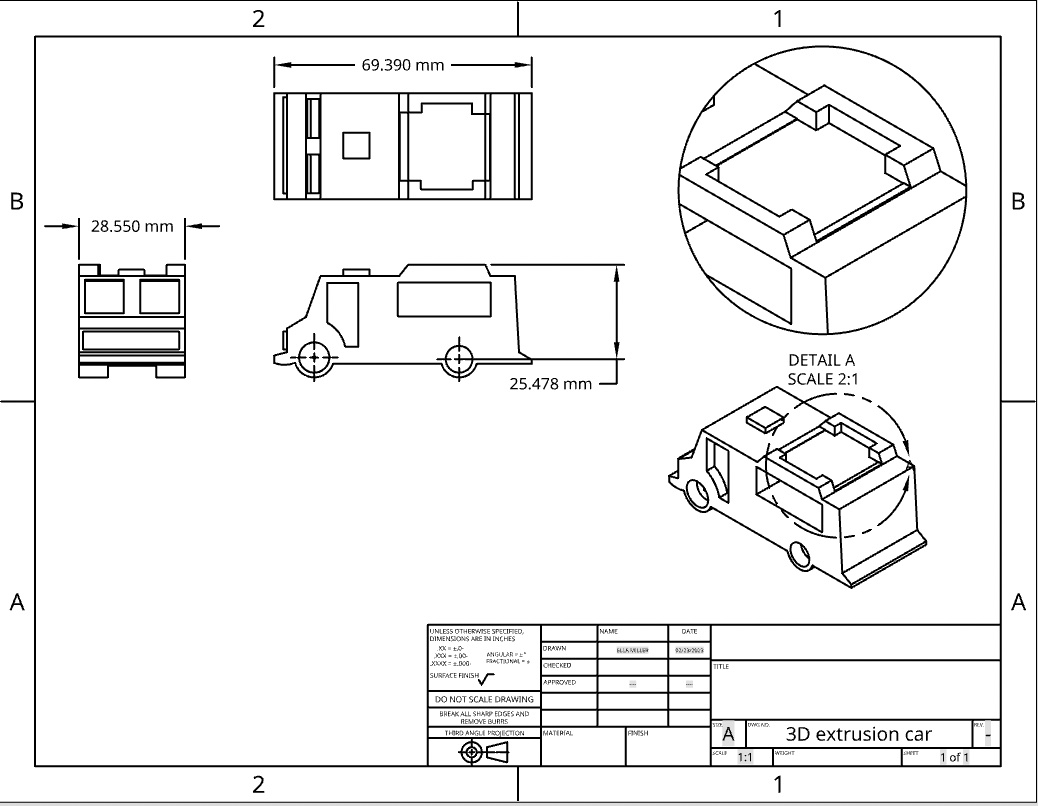 2
1
69.390 mm
B
B
28.550 mm
25.478 mm
DETAIL A
SCALE 2:1
A
A
UNLESS OTHERWISE SPECIFIED,
DIMENSIONS ARE IN INCHES
.XX = ±.0-
.XXX = ±.00-
.XXXX = ±.000-
ANGULAR = ± °
FRACTIONAL = ±
SURFACE FINISH
DO NOT SCALE DRAWING
BREAK ALL SHARP EDGES AND
REMOVE BURRS
THIRD ANGLE PROJECTION
NAME
DATE
DRAWN
ELLA MILLER
02/23/2023
CHECKED
APPROVED
---
---
MATERIAL
FINISH
TITLE
SIZE
A
DWG NO.
3D extrusion car
REV.
-
SCALE
1:1
WEIGHT
SHEET
1 of 1
2
1